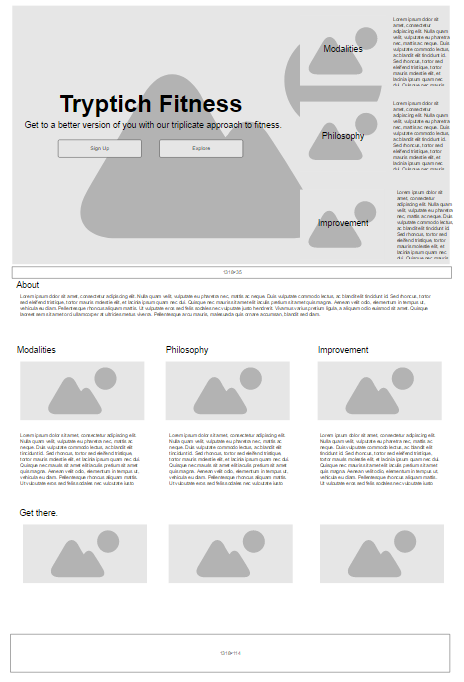 Tryptich Fitness
Get to a better version of you with our triplicate approach to fitness.
Sign Up
Explore
Modalities
Lorem ipsum dolor sit
amet, consectetur
adipiscing elit. Nulla quam
velit, vulputate eu pharetra
nec, mattis ac neque. Duis
vulputate commodo lectus,
ac blandit elit tincidunt id.
Sed rhoncus, tortor sed
eleifend tristique, tortor
mauris molestie elit, et
lacinia ipsum quam nec
dui.
Philosophy
Lorem ipsum dolor sit
amet, consectetur
adipiscing elit. Nulla quam
velit, vulputate eu pharetra
nec, mattis ac neque. Duis
vulputate commodo lectus,
ac blandit elit tincidunt id.
Sed rhoncus, tortor sed
eleifend tristique, tortor
mauris molestie elit, et
lacinia ipsum quam nec
Improvement
Lorem ipsum dolor sit
amet, consectetur
adipiscing elit. Nulla quam
velit, vulputate eu pharetra
nec, mattis ac neque. Duis
vulputate commodo lectus,
ac blandit elit tincidunt id.
Sed rhoncus, tortor sed
eleifend tristique, tortor
mauris molestie elit, et
lacinia ipsum quam nec
About
Lorem ipsum dolor sit amet, consectetur adipiscing elit. Nulla quam velit, vulputate eu pharetra nec, mattis ac neque. Duis vulputate commodo lectus, ac blandit elit tincidunt id. Sed rhoncus, tortor
sed eleifend tristique, tortor mauris molestie elit, et lacinia ipsum quam nec dui. Quisque nec mauris sit amet elit iaculis pretium sit amet quis magna. Aenean velit odio, elementum in tempus ut,
vehicula eu diam. Pellentesque rhoncus aliquam mattis. Ut vulputate eros sed felis sodales nec vulputate justo hendrerit. Vivamus varius pretium ligula, a aliquam odio euismod sit amet. Quisque
laoreet sem sit amet orci ullamcorper at ultricies metus viverra. Pellentesque arcu mauris, malesuada quis ornare accumsan, blandit sed diam.
Modalities
Philosophy
Improvement
Lorem ipsum dolor sit amet, consectetur adipiscing elit.
Nulla quam velit, vulputate eu pharetra nec, mattis ac
neque. Duis vulputate commodo lectus, ac blandit elit
tincidunt id. Sed rhoncus, tortor sed eleifend tristique,
tortor mauris molestie elit, et lacinia ipsum quam nec dui.
Quisque nec mauris sit amet elit iaculis pretium sit amet
quis magna. Aenean velit odio, elementum in tempus ut,
vehicula eu diam. Pellentesque rhoncus aliquam mattis.
Ut vulputate eros sed felis sodales nec vulputate justo
Lorem ipsum dolor sit amet, consectetur adipiscing elit.
Nulla quam velit, vulputate eu pharetra nec, mattis ac
neque. Duis vulputate commodo lectus, ac blandit elit
tincidunt id. Sed rhoncus, tortor sed eleifend tristique,
tortor mauris molestie elit, et lacinia ipsum quam nec dui.
Quisque nec mauris sit amet elit iaculis pretium sit amet
quis magna. Aenean velit odio, elementum in tempus ut,
vehicula eu diam. Pellentesque rhoncus aliquam mattis.
Ut vulputate eros sed felis sodales nec vulputate justo
Lorem ipsum dolor sit amet, consectetur adipiscing elit.
Nulla quam velit, vulputate eu pharetra nec, mattis ac
neque. Duis vulputate commodo lectus, ac blandit elit
tincidunt id. Sed rhoncus, tortor sed eleifend tristique,
tortor mauris molestie elit, et lacinia ipsum quam nec dui.
Quisque nec mauris sit amet elit iaculis pretium sit amet
quis magna. Aenean velit odio, elementum in tempus ut,
vehicula eu diam. Pellentesque rhoncus aliquam mattis.
Ut vulputate eros sed felis sodales nec vulputate justo
Get there.